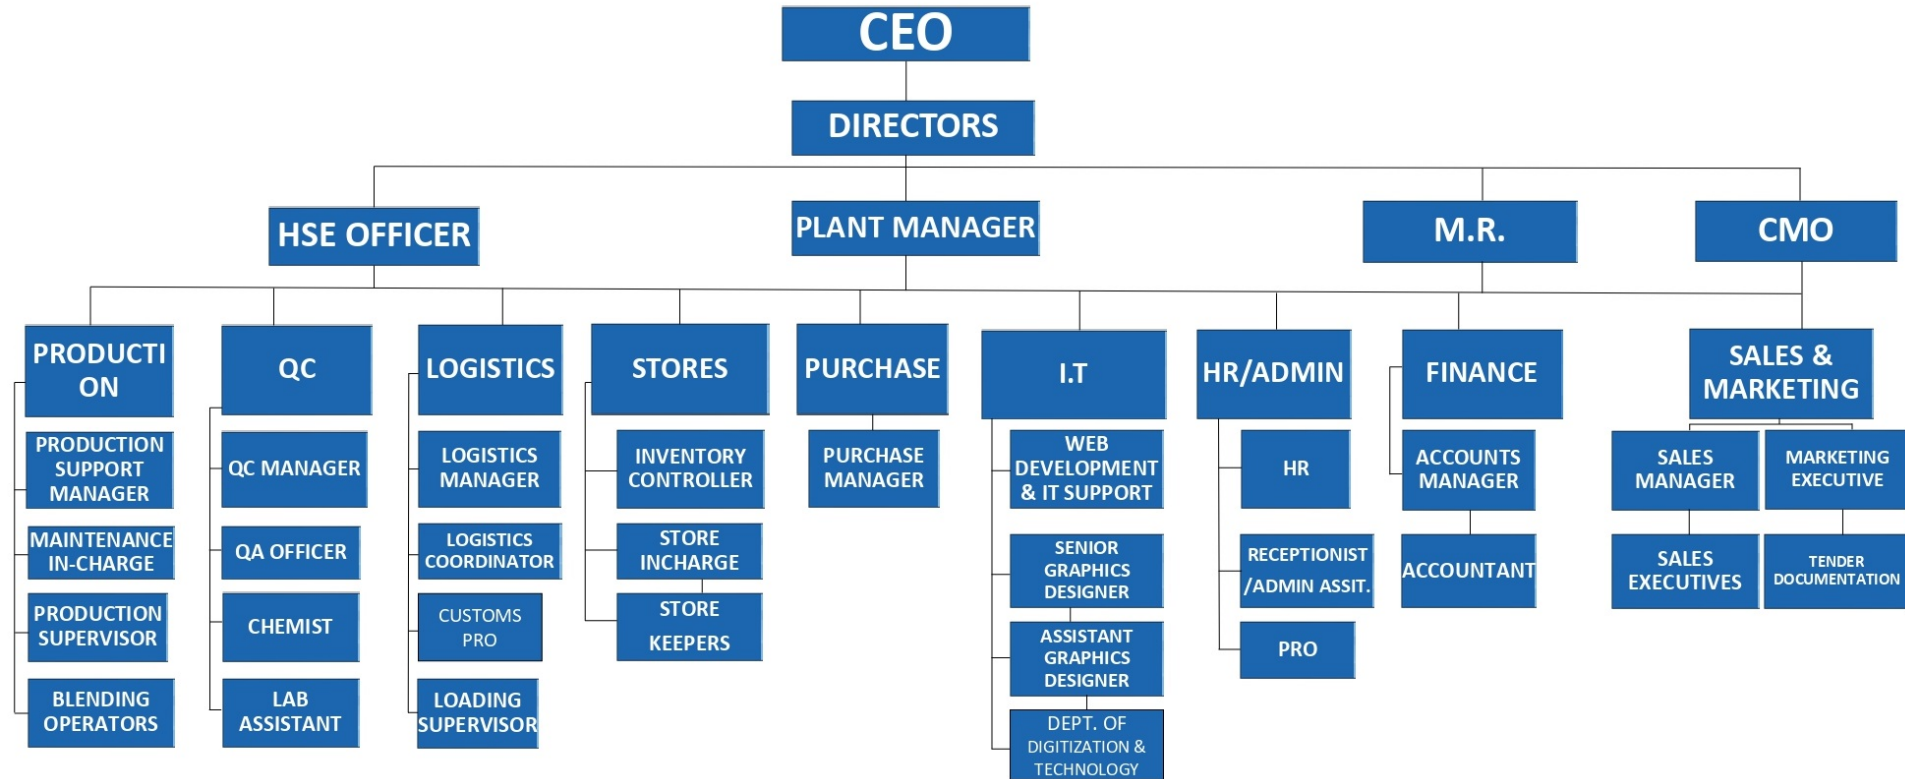 CEO
DIRECTORS
HSE OFFICER
PLANT MANAGER
M.R.
CMO
PRODUCTI
ON
QC
LOGISTICS
STORES
PURCHASE
I.T
HR/ADMIN
FINANCE
SALES &
MARKETING
PRODUCTION
SUPPORT
MANAGER
QC MANAGER
LOGISTICS
MANAGER
INVENTORY
CONTROLLER
PURCHASE
MANAGER
WEB
DEVELOPMENT
& IT SUPPORT
HR
ACCOUNTS
MANAGER
SALES
MANAGER
MARKETING
EXECUTIVE
MAINTENANCE
IN-CHARGE
QA OFFICER
LOGISTICS
COORDINATOR
STORE
INCHARGE
SENIOR
GRAPHICS
DESIGNER
RECEPTIONIST
/ADMIN ASSIT.
ACCOUNTANT
SALES
EXECUTIVES
TENDER
DOCUMENTATION
PRODUCTION
SUPERVISOR
CHEMIST
CUSTOMS
PRO
STORE
KEEPERS
ASSISTANT
GRAPHICS
DESIGNER
PRO
BLENDING
OPERATORS
LAB
ASSISTANT
LOADING
SUPERVISOR
DEPT. OF
DIGITIZATION &
TECHNOLOGY